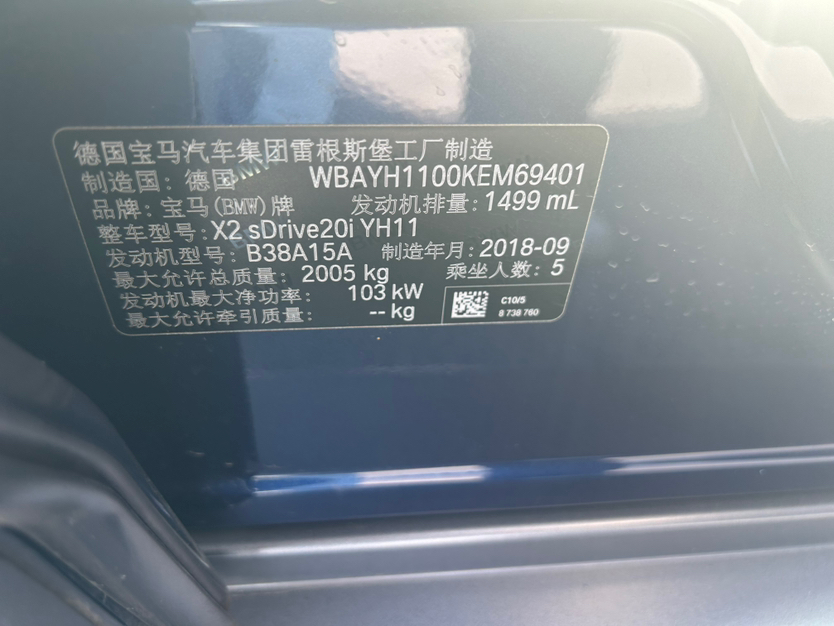 德国宝马汽车集团雷根斯堡工厂制造
制造国：德国 WBAYH1100KEM69401
品牌：宝马(BMW)牌 发动机排量：1499 mL
整车型号：X2 sDrive20i YH11
发动机型号：B38A15A 制造年月：2018-09
最大允许总质量：2005 kg 乘坐人数：5
发动机最大净功率：103 kW
最大允许牵引质量：-- kg
C10/5
8 738 760